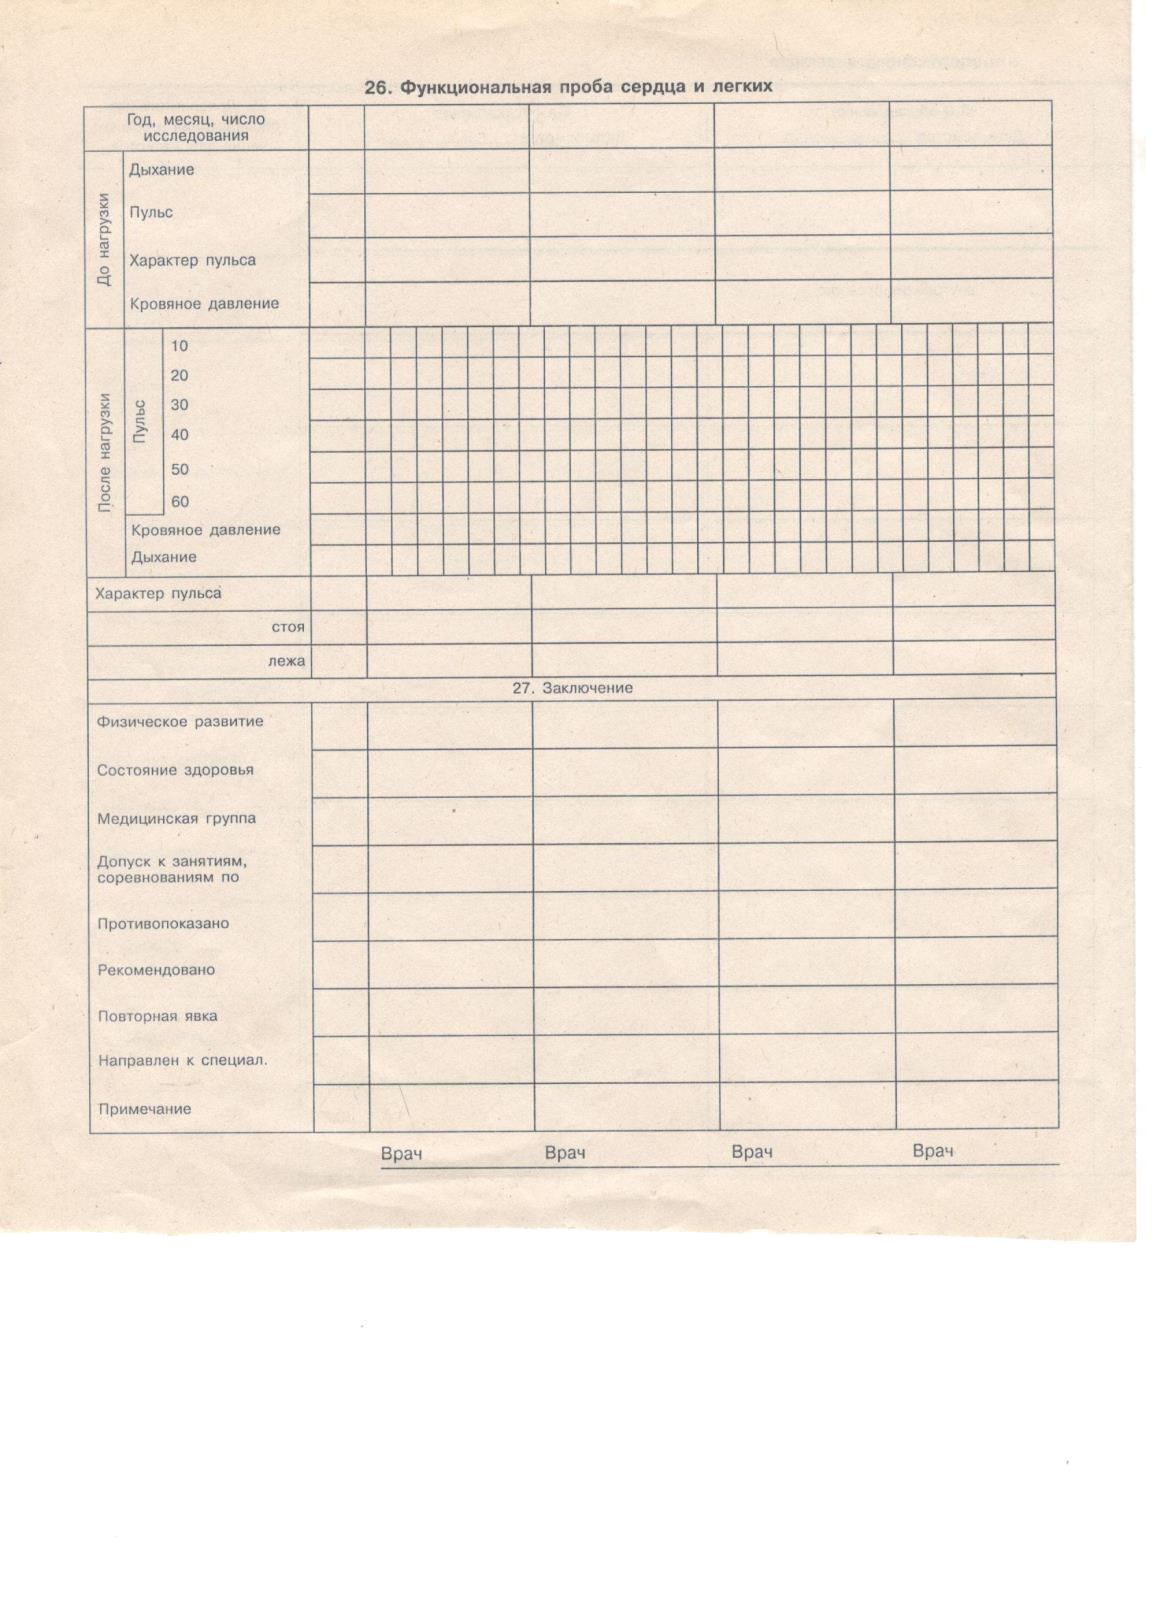 26. Функциональная проба сердца и легких
Год, месяц, число
исследования
До нагрузки
Дыхание
Пульс
Характер пульса
Кровяное давление
После нагрузки
Пульс
10
20
30
40
50
60
Кровяное давление
Дыхание
Характер пульса
стоя
лежа
27. Заключение
Физическое развитие
Состояние здоровья
Медицинская группа
Допуск к занятиям,
соревнованиям по
Противопоказано
Рекомендовано
Повторная явка
Направлен к специал.
Примечание
Врач Врач Врач Врач